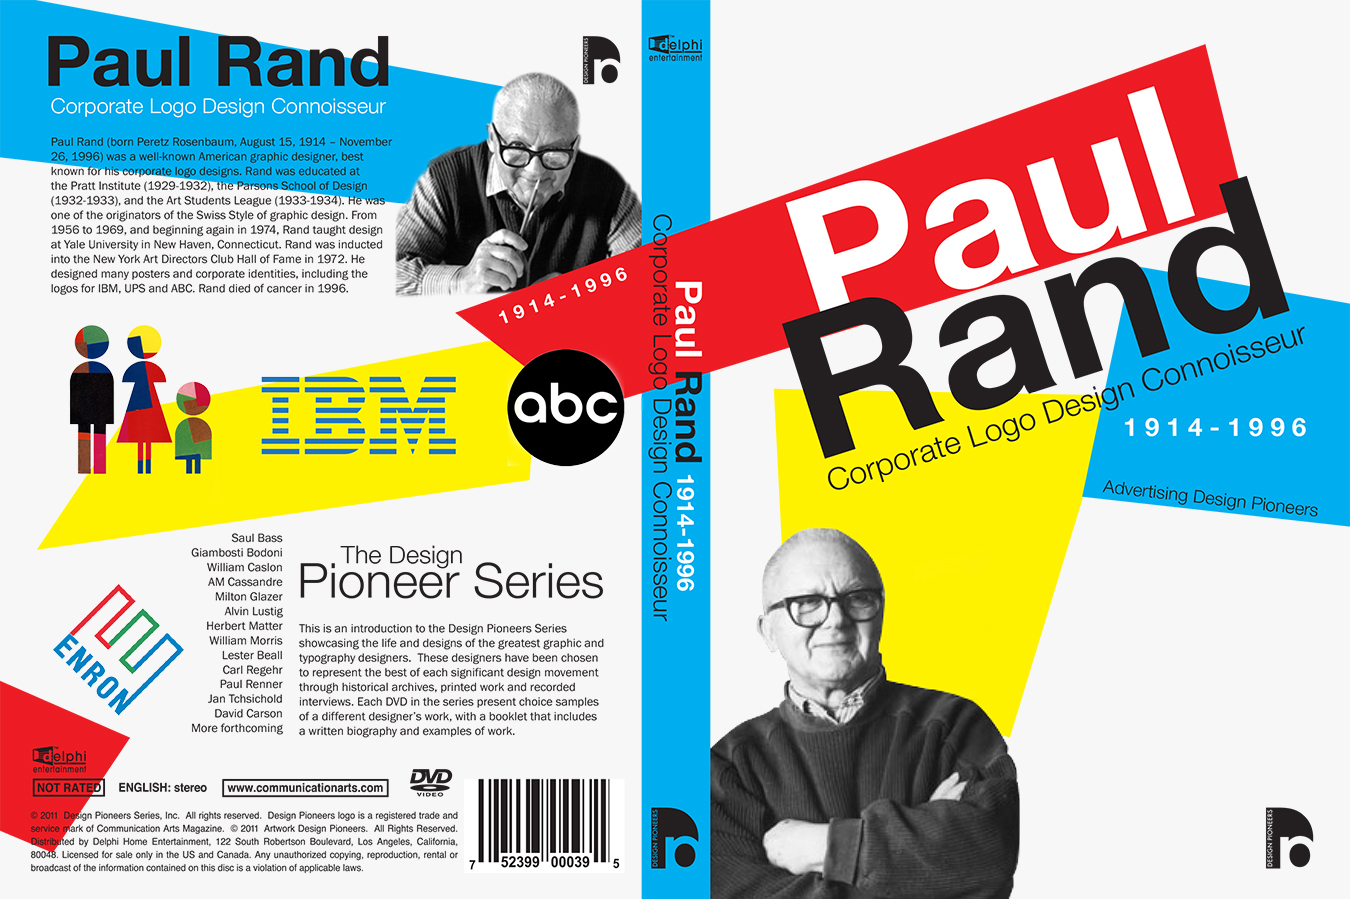 Paul Rand
Corporate Logo Design Connoisseur
Paul Rand (born Peretz Rosenbaum, August 15, 1914 – November
26, 1996) was a well-known American graphic designer, best
known for his corporate logo designs. Rand was educated at
the Pratt Institute (1929-1932), the Parsons School of Design
(1932-1933), and the Art Students League (1933-1934). He was
one of the originators of the Swiss Style of graphic design. From
1956 to 1969, and beginning again in 1974, Rand taught design
at Yale University in New Haven, Connecticut. Rand was inducted
into the New York Art Directors Club Hall of Fame in 1972. He
designed many posters and corporate identities, including the
logos for IBM, UPS and ABC. Rand died of cancer in 1996.
DESIGN PIONEERS
1914-1996
IBM
abc
ENRON
Saul Bass
Giambosti Bodoni
William Caslon
AM Cassandre
Milton Glazer
Alvin Lustig
Herbert Matter
William Morris
Lester Beall
Carl Regehr
Paul Renner
Jan Tchsichold
David Carson
More forthcoming
The Design
Pioneer Series
This is an introduction to the Design Pioneers Series
showcasing the life and designs of the greatest graphic and
typography designers.  These designers have been chosen
to represent the best of each significant design movement
through historical archives, printed work and recorded
interviews. Each DVD in the series present choice samples
of a different designer's work, with a booklet that includes
a written biography and examples of work.
delphi
entertainment
NOT RATED
ENGLISH: stereo
www.communicationarts.com
DVD
VIDEO
© 2011  Design Pioneers Series, Inc.  All rights reserved.  Design Pioneers logo is a registered trade and
service mark of Communication Arts Magazine.  © 2011  Artwork Design Pioneers.  All Rights Reserved.
Distributed by Delphi Home Entertainment, 122 South Robertson Boulevard, Los Angeles, California,
80048. Licensed for sale only in the US and Canada. Any unauthorized copying, reproduction, rental or
broadcast of the information contained on this disc is a violation of applicable laws.
7 52399 00039 5
delphi
entertainment
Paul Rand 1914-1996
Corporate Logo Design Connoisseur
DESIGN PIONEERS
Paul
Rand
Corporate Logo Design Connoisseur
1914-1996
Advertising Design Pioneers
DESIGN PIONEERS